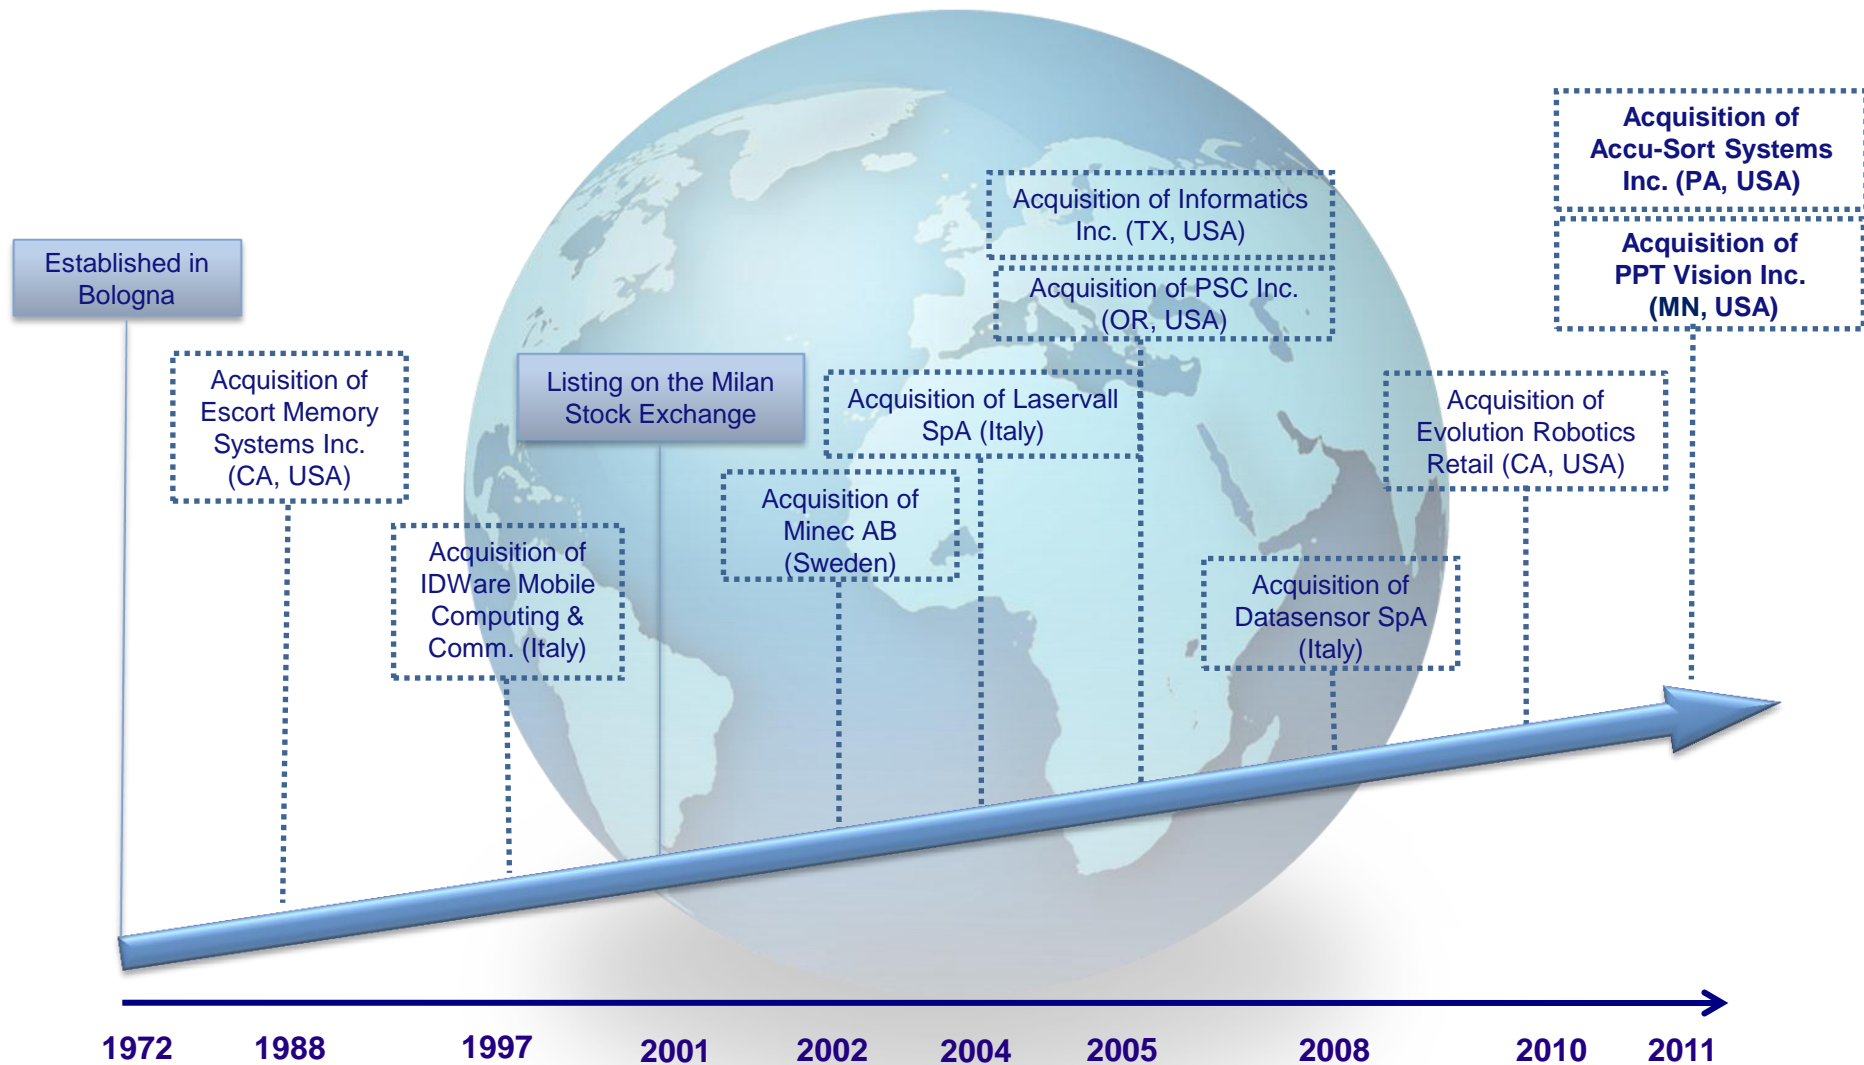 Established in
Bologna
Acquisition of
Escort Memory
Systems Inc.
(CA, USA)
Acquisition of
IDWare Mobile
Computing &
Comm. (Italy)
Listing on the Milan
Stock Exchange
Acquisition of
Minec AB
(Sweden)
Acquisition of Laservall
SpA (Italy)
Acquisition of Informatics
Inc. (TX, USA)
Acquisition of PSC Inc.
(OR, USA)
Acquisition of
Datasensor SpA
(Italy)
Acquisition of
Evolution Robotics
Retail (CA, USA)
Acquisition of
Accu-Sort Systems
Inc. (PA, USA)
Acquisition of
PPT Vision Inc.
(MN, USA)
1972 1988 1997 2001 2002 2004 2005 2008 2010 2011